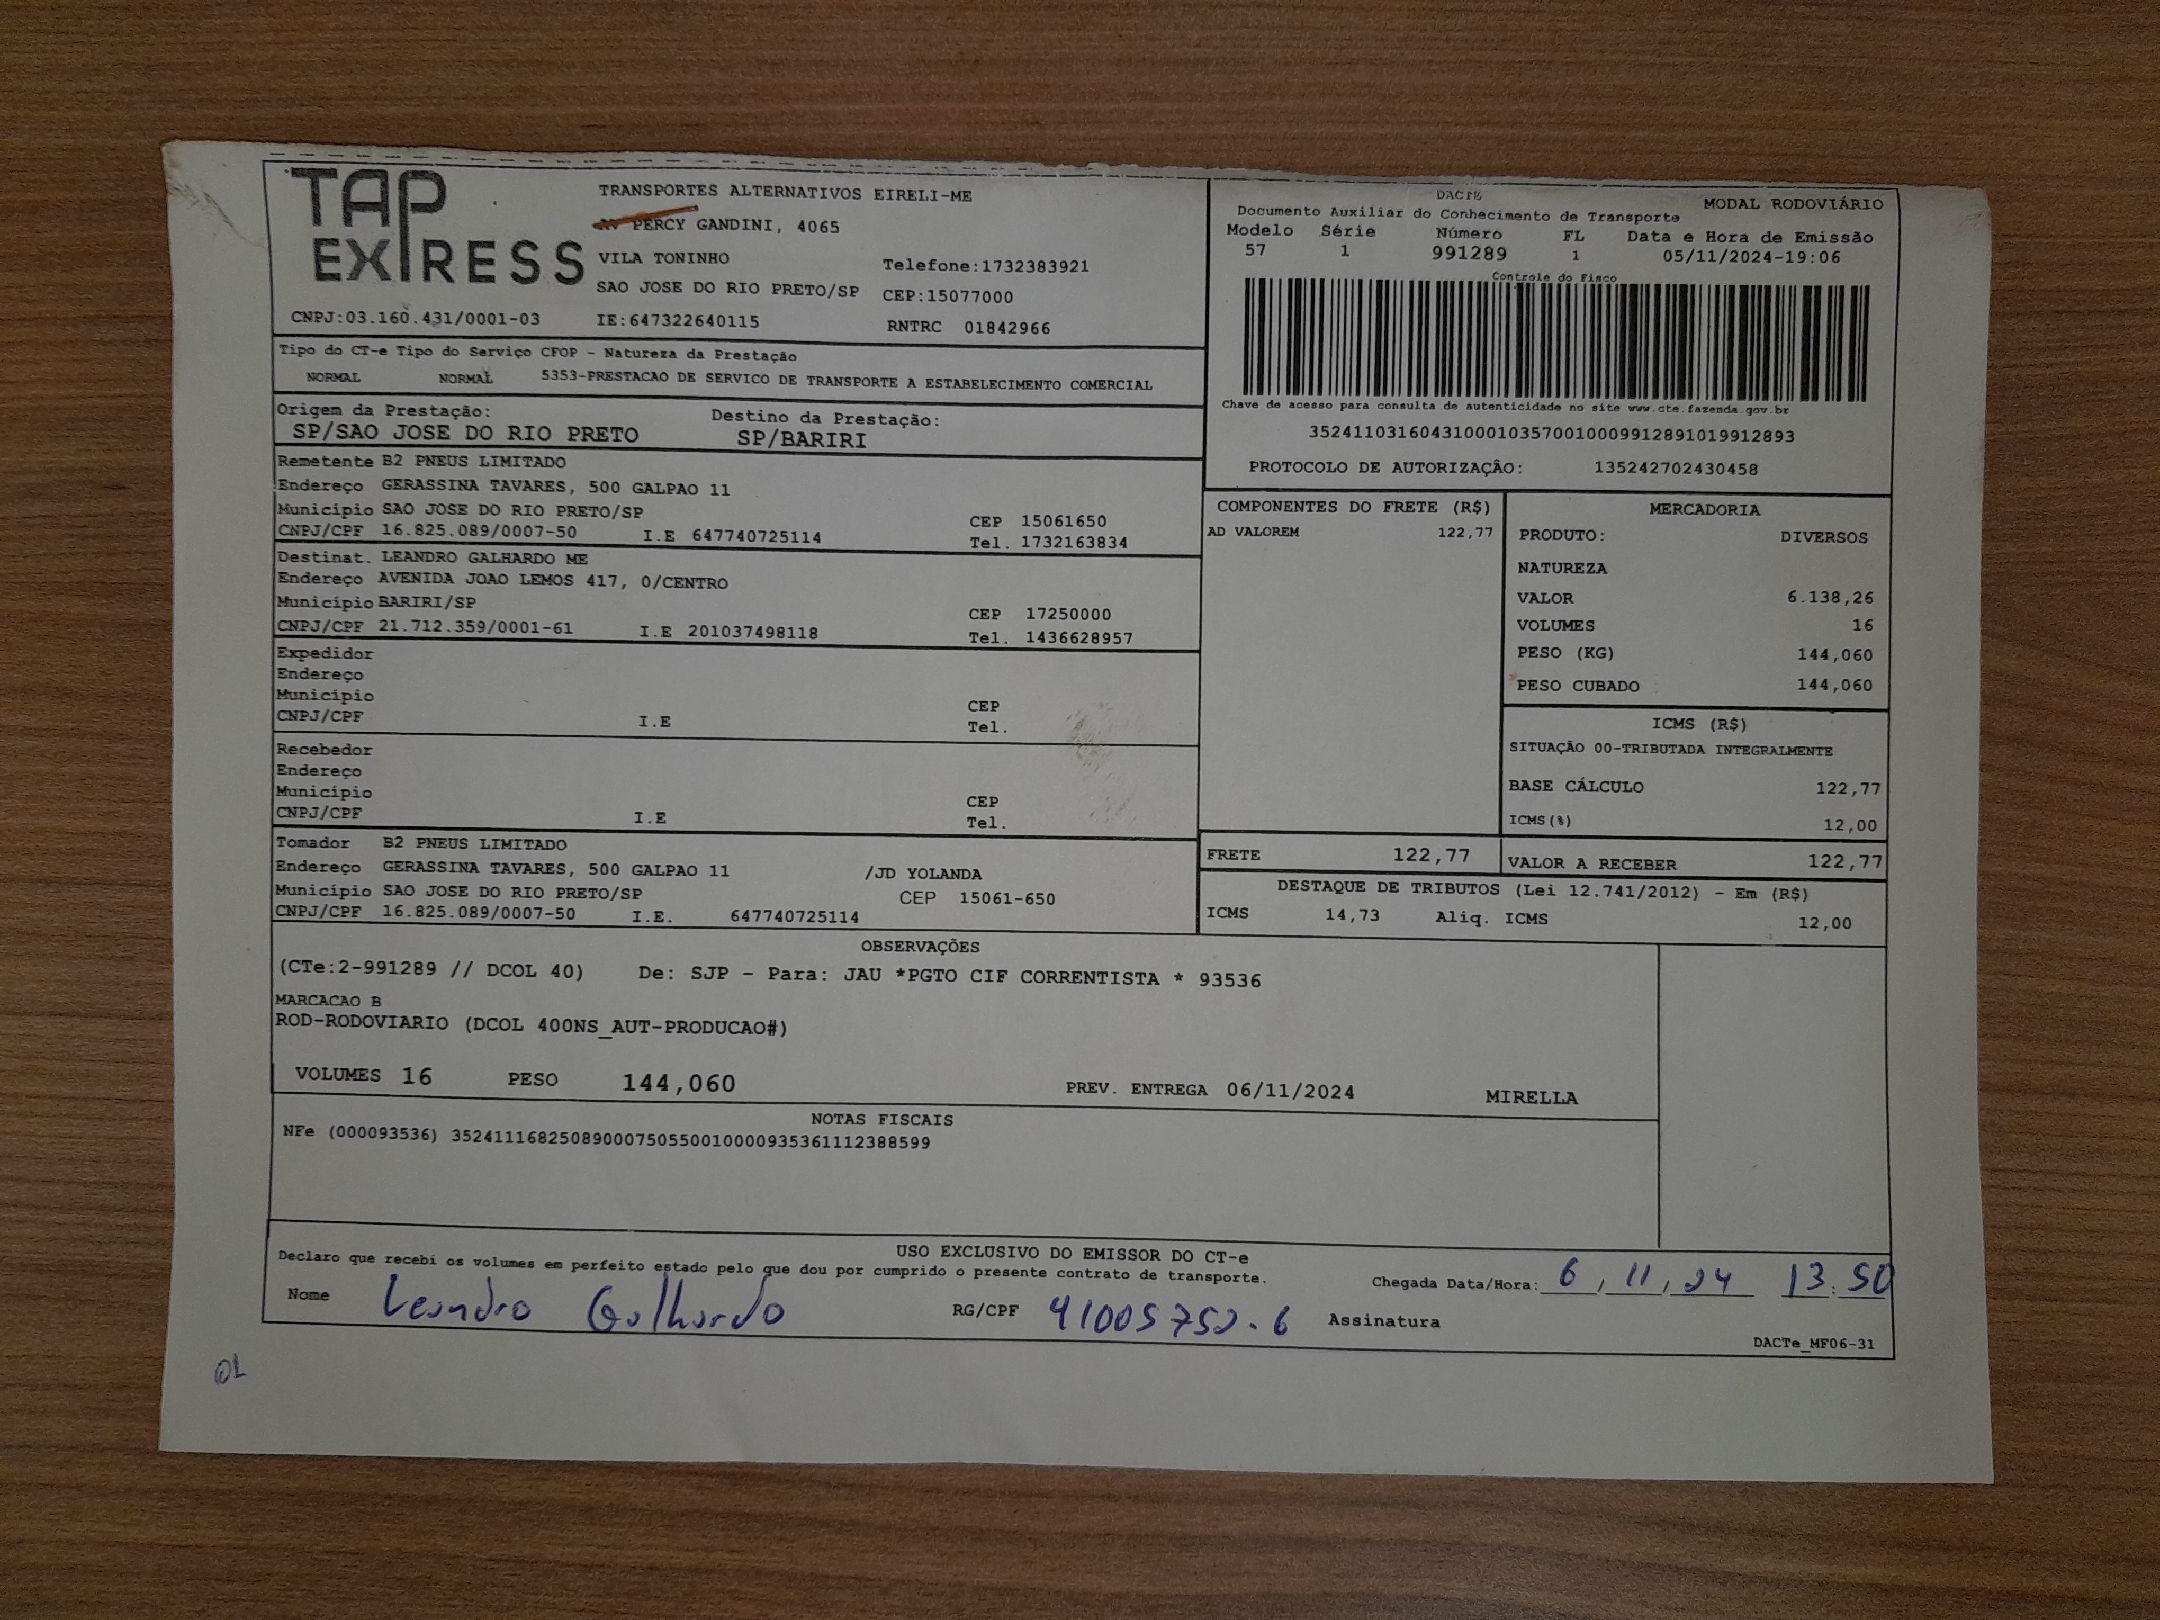 TAP EXPRESS
TRANSPORTES ALTERNATIVOS EIRELI-ME
AV PERCY GANDINI, 4065
VILA TONINHO Telefone:1732383921
SAO JOSE DO RIO PRETO/SP CEP:15077000
CNPJ:03.160.431/0001-03 IE:647322640115 RNTRC 01842966
DACTE
MODAL RODOVIÁRIO
Documento Auxiliar do Conhecimento de Transporte
Modelo Série Número FL Data e Hora de Emissão
57 1 991289 1 05/11/2024-19:06
Controle do Fisco
Chave de acesso para consulta de autenticidade no site www.cte.fazenda.gov.br
35241103160431000103570010009912891019912893
PROTOCOLO DE AUTORIZAÇÃO: 135242702430458
Tipo do CT-e Tipo do Serviço CFOP - Natureza da Prestação
NORMAL NORMAL 5353-PRESTACAO DE SERVICO DE TRANSPORTE A ESTABELECIMENTO COMERCIAL
Origem da Prestação: Destino da Prestação:
SP/SAO JOSE DO RIO PRETO SP/BARIRI
Remetente B2 PNEUS LIMITADO
Endereço GERASSINA TAVARES, 500 GALPAO 11
Município SAO JOSE DO RIO PRETO/SP CEP 15061650
CNPJ/CPF 16.825.089/0007-50 I.E 647740725114 Tel. 1732163834
Destinat. LEANDRO GALHARDO ME
Endereço AVENIDA JOAO LEMOS 417, 0/CENTRO
Município BARIRI/SP CEP 17250000
CNPJ/CPF 21.712.359/0001-61 I.E 201037498118 Tel. 1436628957
Expedidor
Endereço
Município CEP
CNPJ/CPF I.E Tel.
Recebedor
Endereço
Município CEP
CNPJ/CPF I.E Tel.
Tomador B2 PNEUS LIMITADO
Endereço GERASSINA TAVARES, 500 GALPAO 11 /JD YOLANDA
Município SAO JOSE DO RIO PRETO/SP CEP 15061-650
CNPJ/CPF 16.825.089/0007-50 I.E. 647740725114
COMPONENTES DO FRETE (R$)
AD VALOREM 122,77
MERCADORIA
PRODUTO: DIVERSOS
NATUREZA
VALOR 6.138,26
VOLUMES 16
PESO (KG) 144,060
PESO CUBADO 144,060
ICMS (R$)
SITUAÇÃO 00-TRIBUTADA INTEGRALMENTE
BASE CÁLCULO 122,77
ICMS(%) 12,00
FRETE 122,77 VALOR A RECEBER 122,77
DESTAQUE DE TRIBUTOS (Lei 12.741/2012) - Em (R$)
ICMS 14,73 Aliq. ICMS 12,00
OBSERVAÇÕES
(CTe:2-991289 // DCOL 40) De: SJP - Para: JAU *PGTO CIF CORRENTISTA * 93536
MARCACAO B
ROD-RODOVIARIO (DCOL 400NS_AUT-PRODUCAO#)
VOLUMES 16 PESO 144,060 PREV. ENTREGA 06/11/2024 MIRELLA
NOTAS FISCAIS
NFe (000093536) 35241116825089000750550010000935361112388599
USO EXCLUSIVO DO EMISSOR DO CT-e
Declaro que recebi os volumes em perfeito estado pelo que dou por cumprido o presente contrato de transporte.
Chegada Data/Hora: 6, 11, 24 13:50
Nome Leandro Galhardo RG/CPF 41005752-6 Assinatura
DACTe_MF06-31